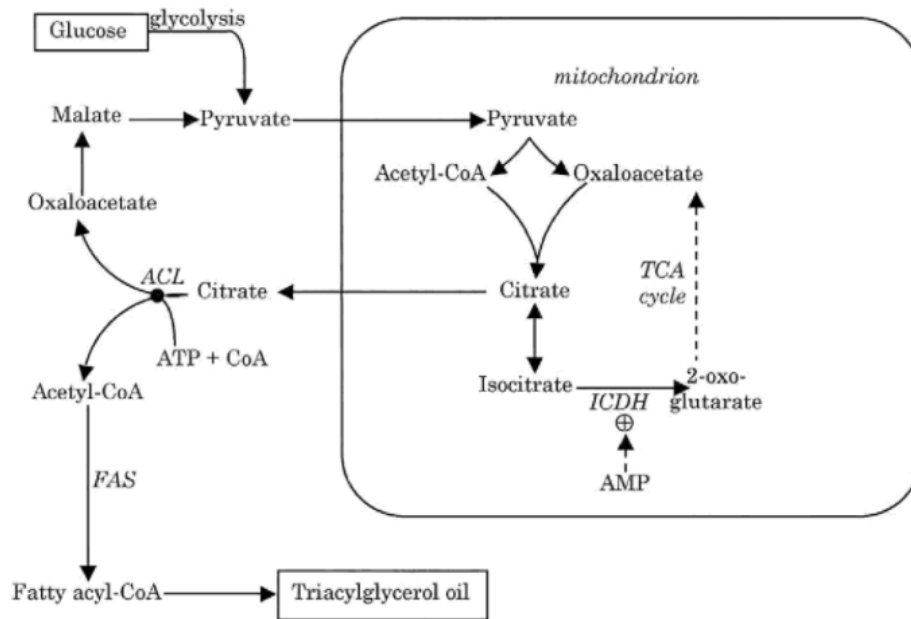 glycolysis
Glucose
mitochondrion
Malate
Pyruvate
Pyruvate
Acetyl-CoA
Oxaloacetate
Oxaloacetate
ACL
Citrate
Citrate
TCA
cycle
ATP + CoA
Acetyl-CoA
Isocitrate
2-oxo-
glutarate
ICDH
⊕
AMP
FAS
Fatty acyl-CoA
Triacylglycerol oil